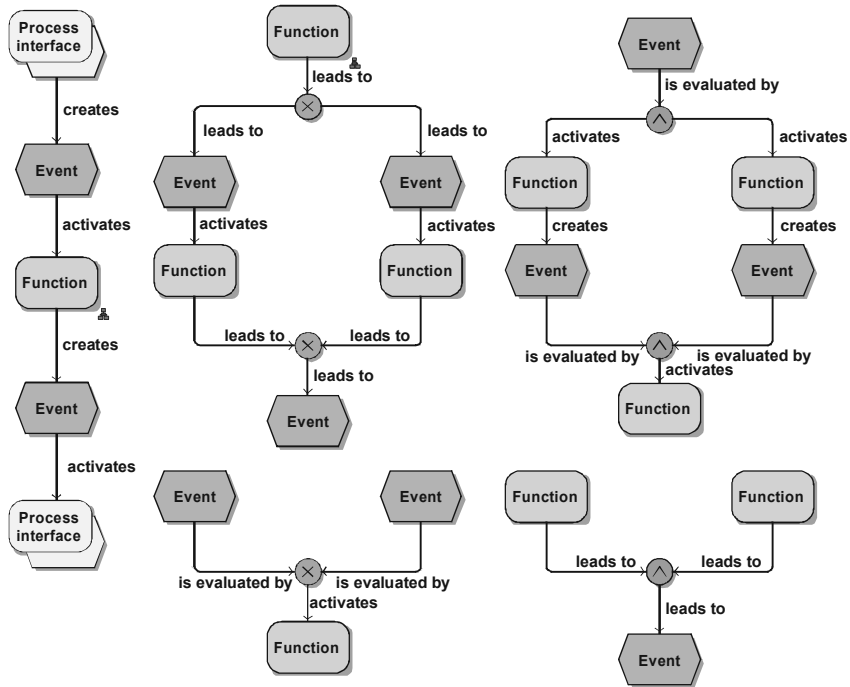 Process
interface
creates
Event
activates
Function
creates
Event
activates
Process
interface
Function
leads to
leads to
leads to
Event
Event
activates
activates
Function
Function
leads to
leads to
leads to
Event
Event
is evaluated by
activates
activates
Function
Function
creates
creates
Event
Event
is evaluated by
is evaluated by
activates
Function
Event
Event
is evaluated by
is evaluated by
activates
Function
Function
Function
leads to
leads to
leads to
Event